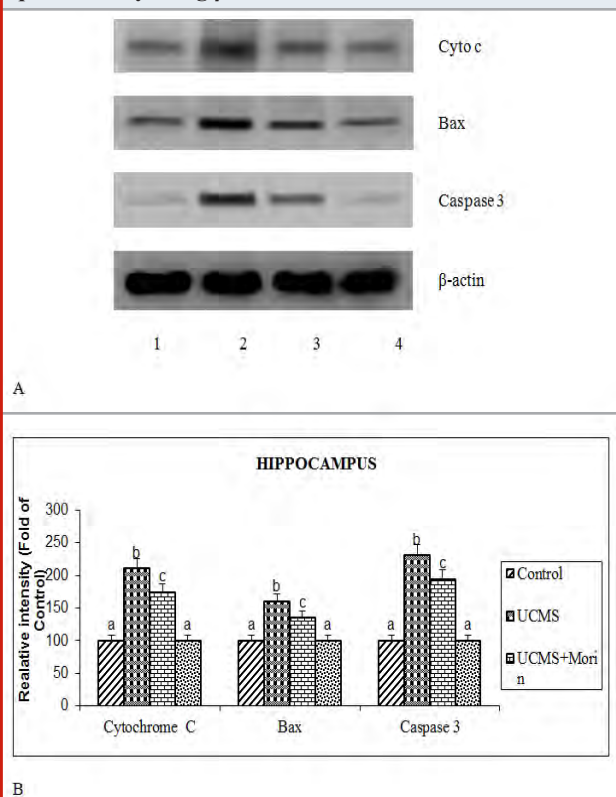 Cyto c
Bax
Caspase 3
β-actin
1 2 3 4
A
HIPPOCAMPUS
Realative intensity (Fold of
Control)
300
250
200
150
100
50
0
a b c a
a b c a
a b c a
Cytochrome C Bax Caspase 3
Control
UCMS
UCMS+Mori
n
B